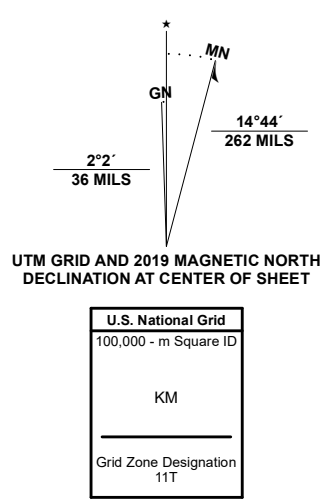 ★
MN
GN
14°44´
262 MILS
2°2´
36 MILS
UTM GRID AND 2019 MAGNETIC NORTH
DECLINATION AT CENTER OF SHEET
U.S. National Grid
100,000 - m Square ID
KM
Grid Zone Designation
11T